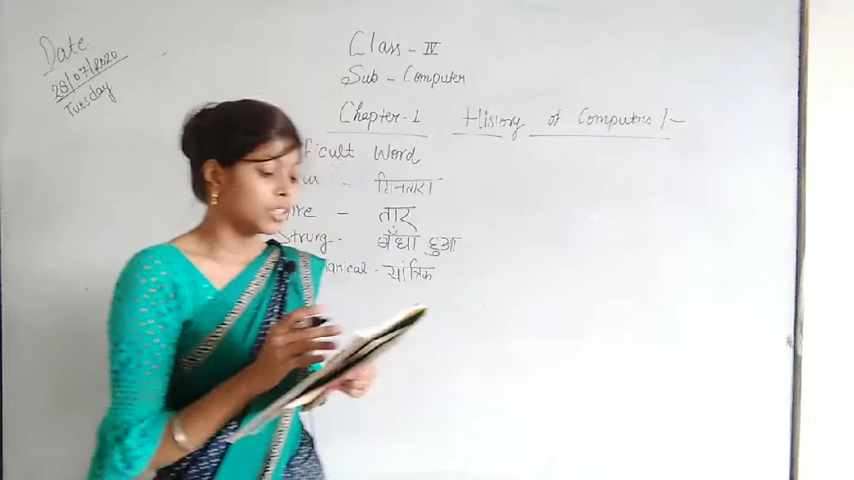 Date
28/07/2020
Tuesday
Class - IV
Sub - Computer
Chapter-1 History of Computers :-
ficult Word
us - गिनतारा
ire - तार
Strung - बँधा हुआ
anical - यांत्रिक